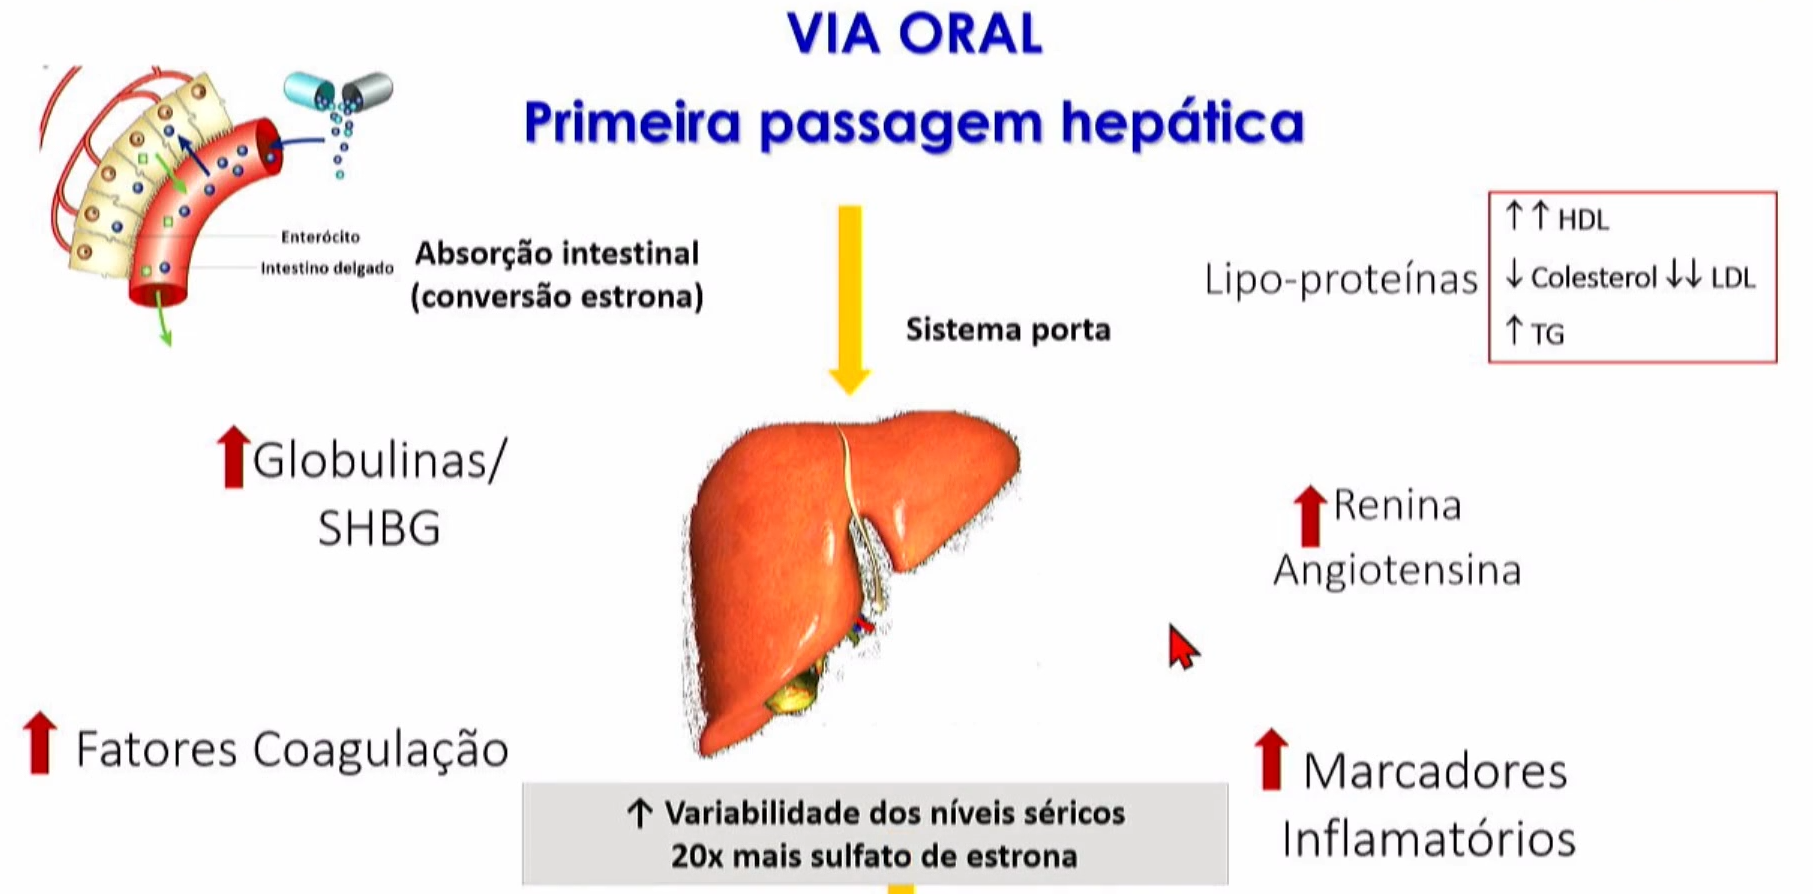 VIA ORAL
Primeira passagem hepática
Enterócito
Intestino delgado
Absorção intestinal
(conversão estrona)
Sistema porta
Lipo-proteínas
↑↑ HDL
↓ Colesterol ↓↓ LDL
↑ TG
Globulinas/
SHBG
Renina
Angiotensina
Fatores Coagulação
Marcadores
Inflamatórios
↑ Variabilidade dos níveis séricos
20x mais sulfato de estrona